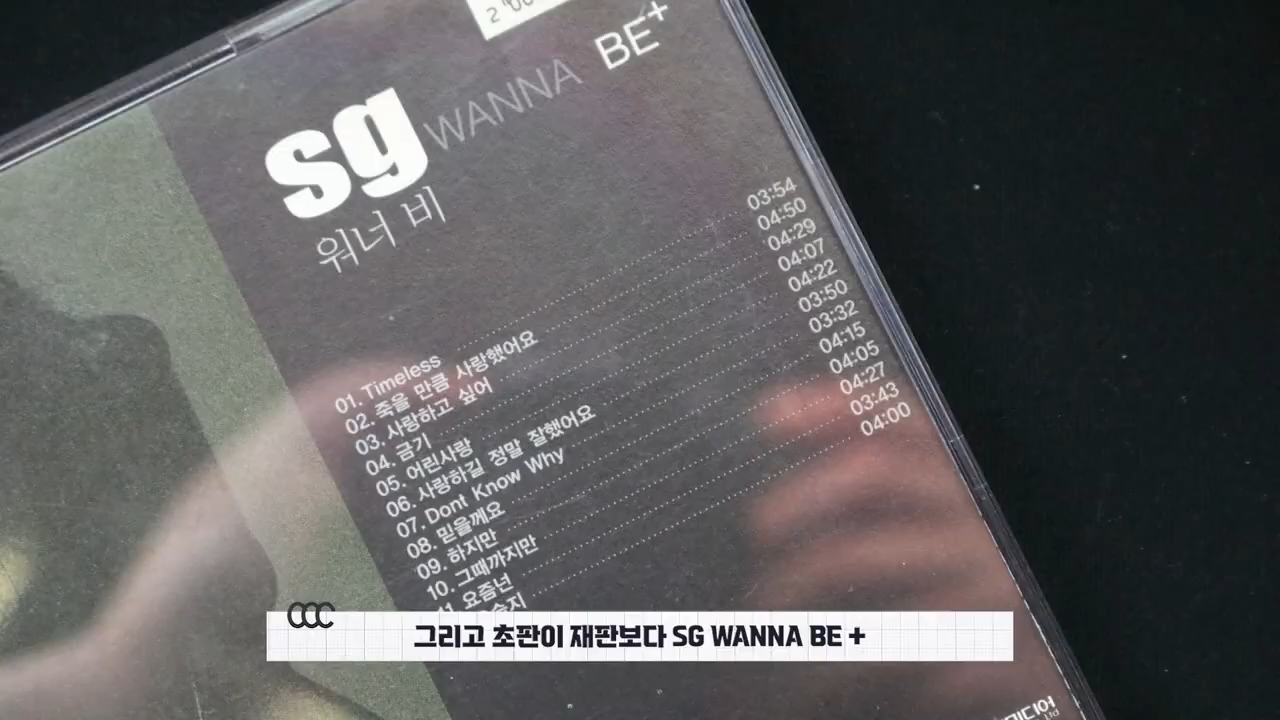 sg WANNA BE+
워너 비
01. Timeless 03:54
02. 죽을 만큼 사랑했어요 04:50
03. 사랑하고 싶어 04:29
04. 금기 04:07
05. 어린사랑 04:22
06. 사랑하길 정말 잘했어요 03:50
07. Dont Know Why 03:32
08. 믿을께요 04:15
09. 하지만 04:05
10. 그때까지만 04:27
11. 요즘넌 03:43
04:00
그리고 초판이 재판보다 SG WANNA BE +